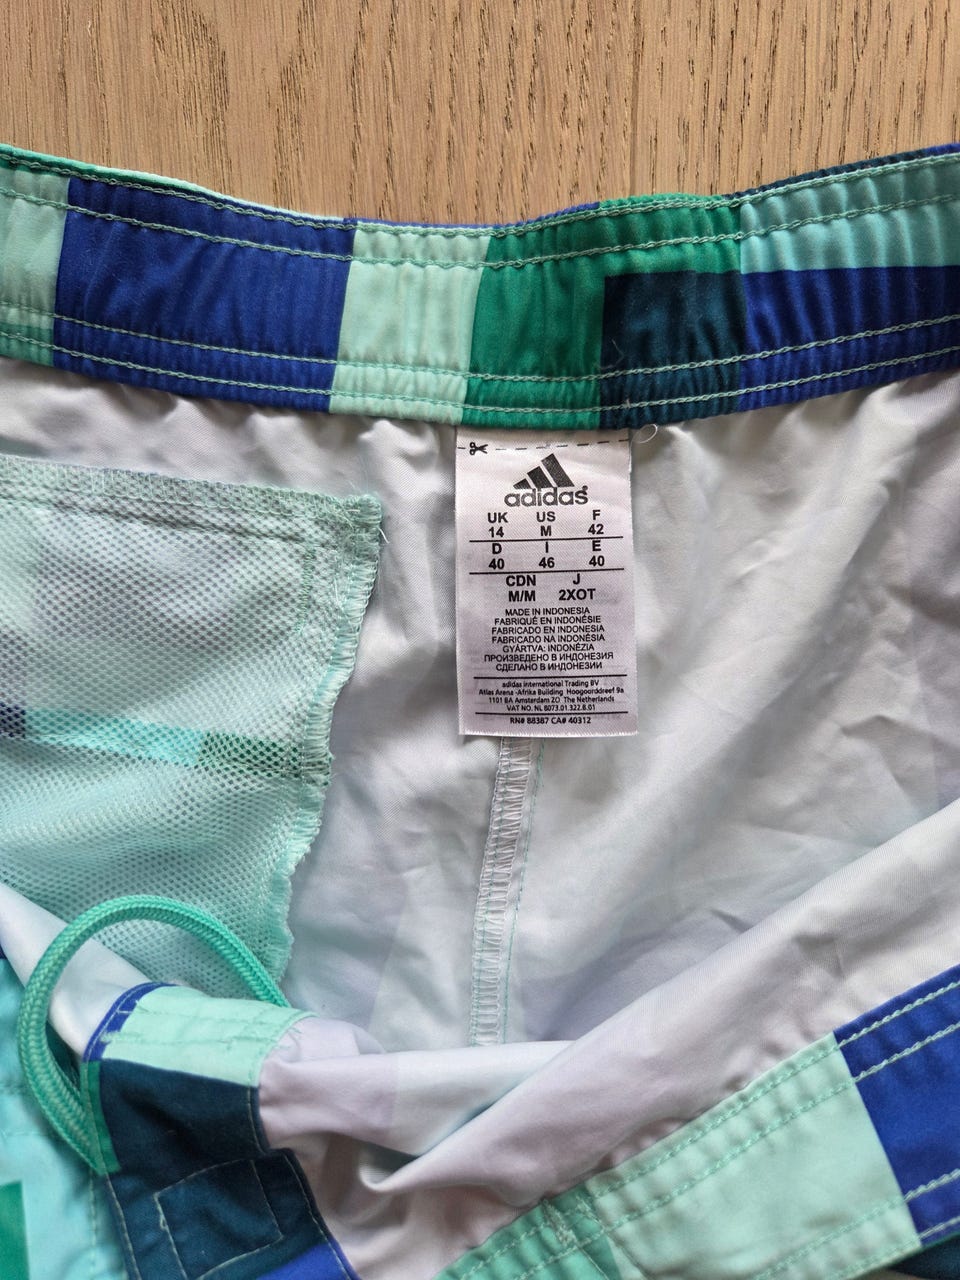 adidas®
UK US F
14 M 42
D I E
40 46 40
CDN J
M/M 2XOT
MADE IN INDONESIA
FABRIQUÉ EN INDONÉSIE
FABRICADO EN INDONESIA
FABRICADO NA INDONÉSIA
GYÁRTVA: INDONÉZIA
ПРОИЗВЕДЕНО В ИНДОНЕЗИЯ
СДЕЛАНО В ИНДОНЕЗИИ
adidas international Trading BV
Atlas Arena -Afrika Building Hoogoorddreef 9a
1101 BA Amsterdam ZO The Netherlands
VAT NO. NL 8073.01.322.B.01
RN# 88387 CA# 40312